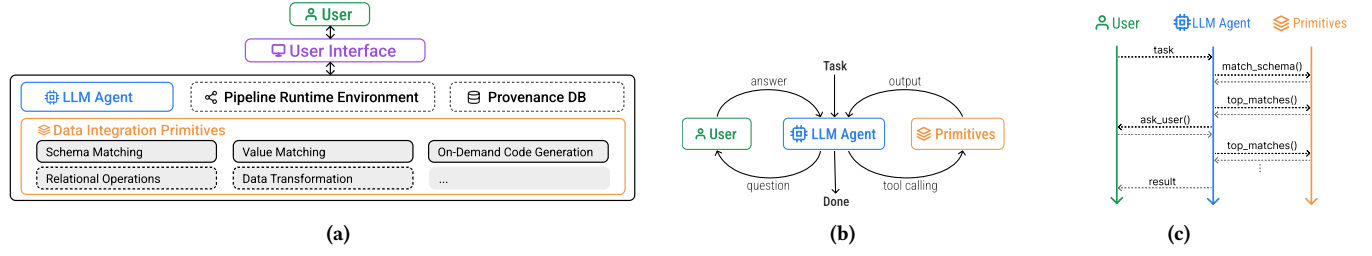 User
User Interface
LLM Agent
Pipeline Runtime Environment
Provenance DB
Data Integration Primitives
Schema Matching
Value Matching
On-Demand Code Generation
Relational Operations
Data Transformation
...
(a)
Task
answer
output
User
LLM Agent
Primitives
question
tool calling
Done
(b)
User
LLM Agent
Primitives
task
match_schema()
top_matches()
ask_user()
top_matches()
⋮
result
(c)